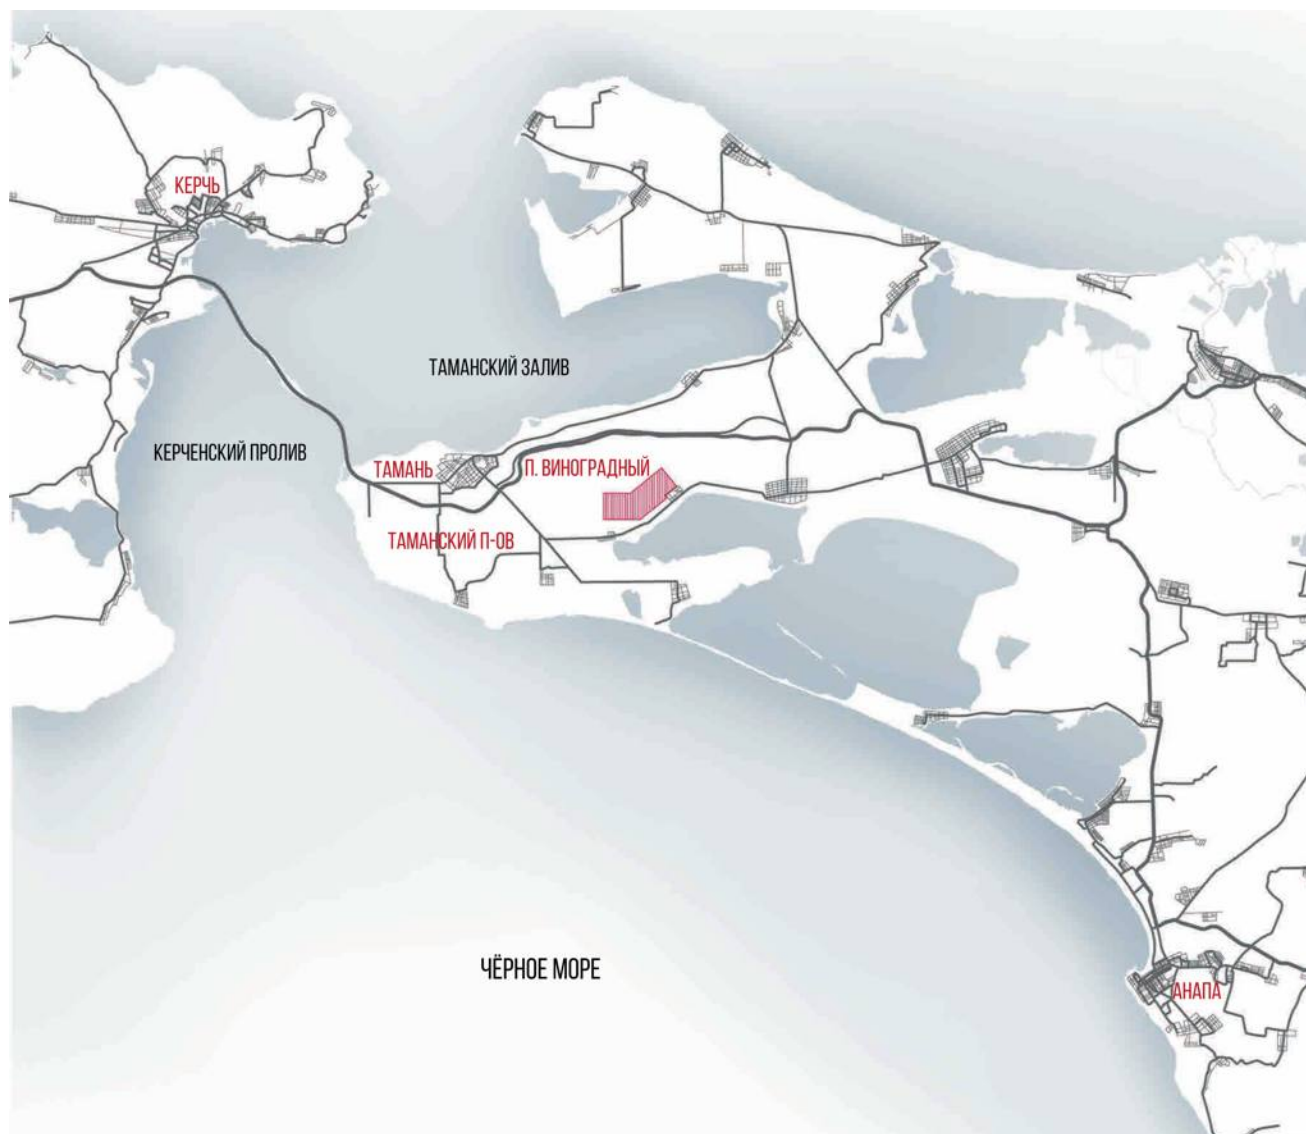 КЕРЧЬ
ТАМАНСКИЙ ЗАЛИВ
КЕРЧЕНСКИЙ ПРОЛИВ
ТАМАНЬ
П. ВИНОГРАДНЫЙ
ТАМАНСКИЙ П-ОВ
ЧЁРНОЕ МОРЕ
АНАПА